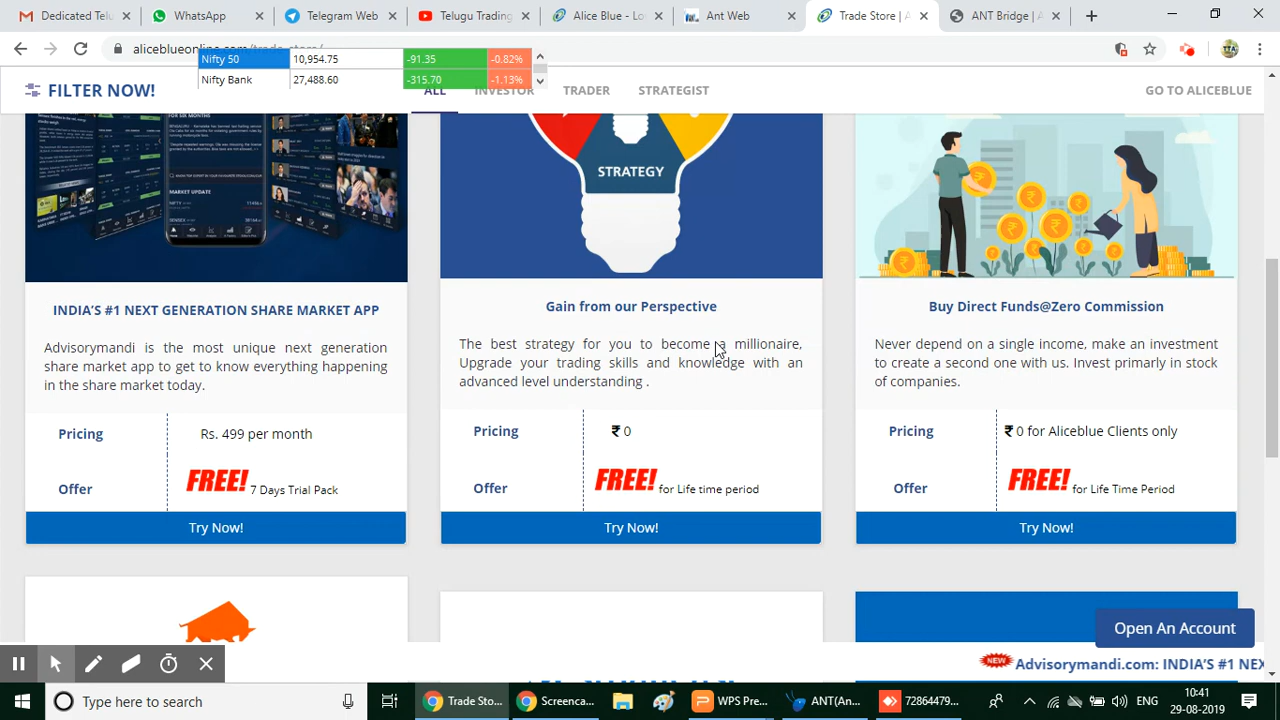 Dedicated Telu
WhatsApp
Telegram Web
Telugu Trading
Alice Blue - Lo
Ant Web
Trade Store | A
ANT Bridge | A
aliceblueonline.com/trade-store/
Nifty 50 10,954.75 -91.35 -0.82%
Nifty Bank 27,488.60 -315.70 -1.13%
FILTER NOW!
ALL INVESTOR TRADER STRATEGIST
GO TO ALICEBLUE
FOR SIX MONTHS
MARKET UPDATE
NIFTY
SENSEX
STRATEGY
INDIA'S #1 NEXT GENERATION SHARE MARKET APP
Advisorymandi is the most unique next generation
share market app to get to know everything happening
in the share market today.
Pricing Rs. 499 per month
Offer FREE! 7 Days Trial Pack
Try Now!
Gain from our Perspective
The best strategy for you to become a millionaire,
Upgrade your trading skills and knowledge with an
advanced level understanding .
Pricing ₹ 0
Offer FREE! for Life time period
Try Now!
Buy Direct Funds@Zero Commission
Never depend on a single income, make an investment
to create a second one with us. Invest primarly in stock
of companies.
Pricing ₹ 0 for Aliceblue Clients only
Offer FREE! for Life Time Period
Try Now!
Open An Account
NEW Advisorymandi.com: INDIA'S #1 NEX
Type here to search
Trade Sto...
Screenca...
WPS Pre...
ANT(An...
72864479...
ENG
10:41
29-08-2019